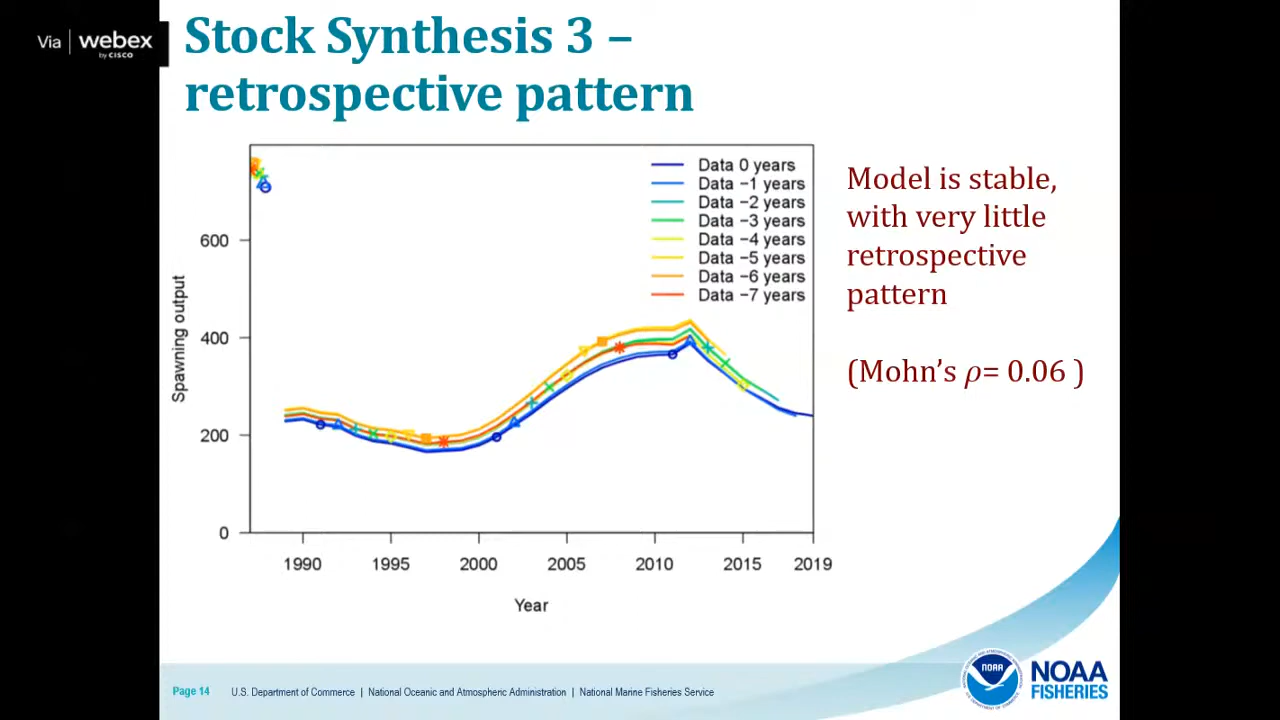 Via webex
by CISCO
Stock Synthesis 3 –
retrospective pattern
Data 0 years
Data −1 years
Data −2 years
Data −3 years
Data −4 years
Data −5 years
Data −6 years
Data −7 years
Spawning output
600
400
200
0
1990 1995 2000 2005 2010 2015 2019
Year
Model is stable,
with very little
retrospective
pattern
(Mohn’s ρ= 0.06 )
Page 14 U.S. Department of Commerce | National Oceanic and Atmospheric Administration | National Marine Fisheries Service
NOAA
NOAA
FISHERIES